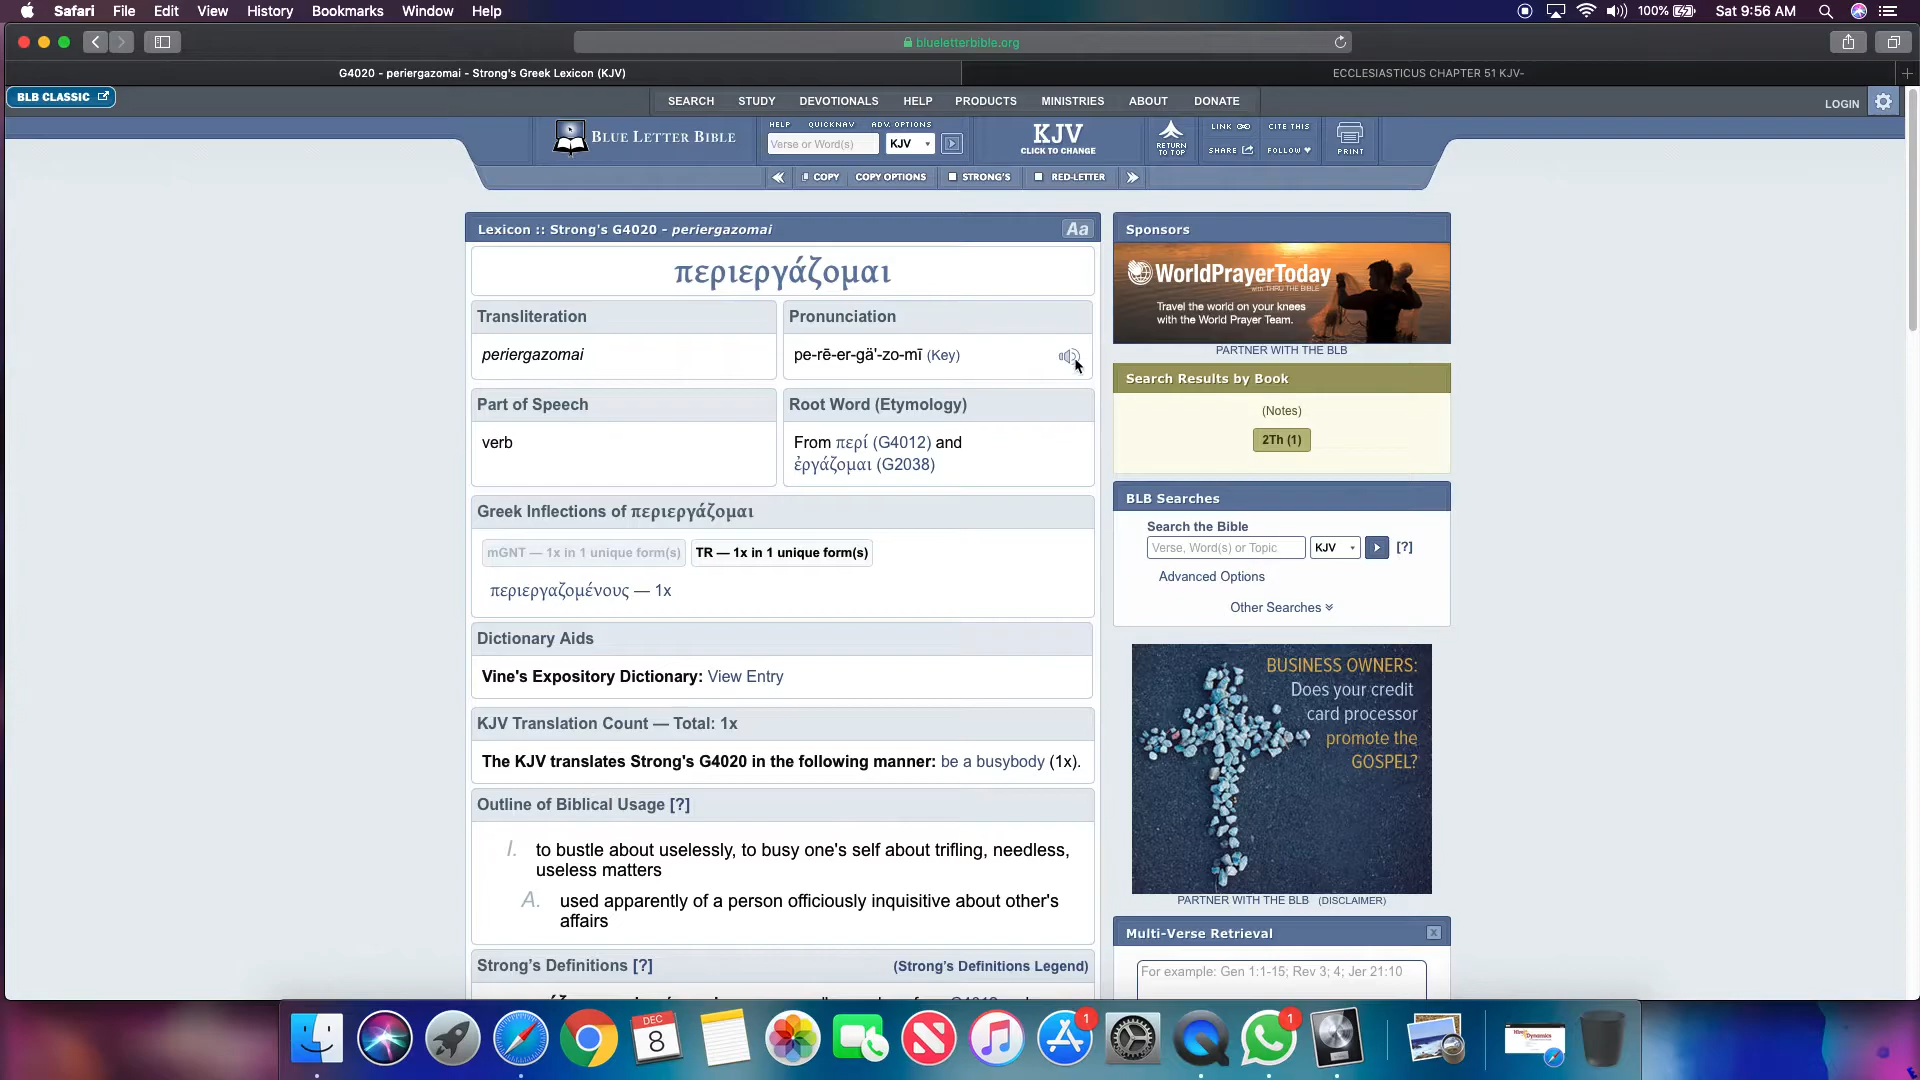 Safari File Edit View History Bookmarks Window Help 100% Sat 9:56 AM
blueletterbible.org
G4020 - periergazomai - Strong's Greek Lexicon (KJV) ECCLESIASTICUS CHAPTER 51 KJV-
BLB CLASSIC SEARCH STUDY DEVOTIONALS HELP PRODUCTS MINISTRIES ABOUT DONATE LOGIN
BLUE LETTER BIBLE
HELP QUICKNAV ADV. OPTIONS
Verse or Word(s) KJV
KJV
CLICK TO CHANGE
RETURN
TO TOP
LINK CITE THIS
SHARE FOLLOW
PRINT
COPY COPY OPTIONS STRONG'S RED-LETTER
Lexicon :: Strong's G4020 - periergazomai Aa
περιεργάζομαι
Transliteration
periergazomai
Pronunciation
pe-rē-er-gä'-zo-mī (Key)
Part of Speech
verb
Root Word (Etymology)
From περί (G4012) and
ἐργάζομαι (G2038)
Greek Inflections of περιεργάζομαι
mGNT — 1x in 1 unique form(s) TR — 1x in 1 unique form(s)
περιεργαζομένους — 1x
Dictionary Aids
Vine's Expository Dictionary: View Entry
KJV Translation Count — Total: 1x
The KJV translates Strong's G4020 in the following manner: be a busybody (1x).
Outline of Biblical Usage [?]
I. to bustle about uselessly, to busy one's self about trifling, needless,
useless matters
A. used apparently of a person officiously inquisitive about other's
affairs
Strong's Definitions [?] (Strong's Definitions Legend)
Sponsors
WorldPrayerToday
with THRU THE BIBLE
Travel the world on your knees
with the World Prayer Team.
PARTNER WITH THE BLB
Search Results by Book
(Notes)
2Th (1)
BLB Searches
Search the Bible
Verse, Word(s) or Topic KJV [?]
Advanced Options
Other Searches
BUSINESS OWNERS:
Does your credit
card processor
promote the
GOSPEL?
PARTNER WITH THE BLB (DISCLAIMER)
Multi-Verse Retrieval x
For example: Gen 1:1-15; Rev 3; 4; Jer 21:10
DEC
8
1
1